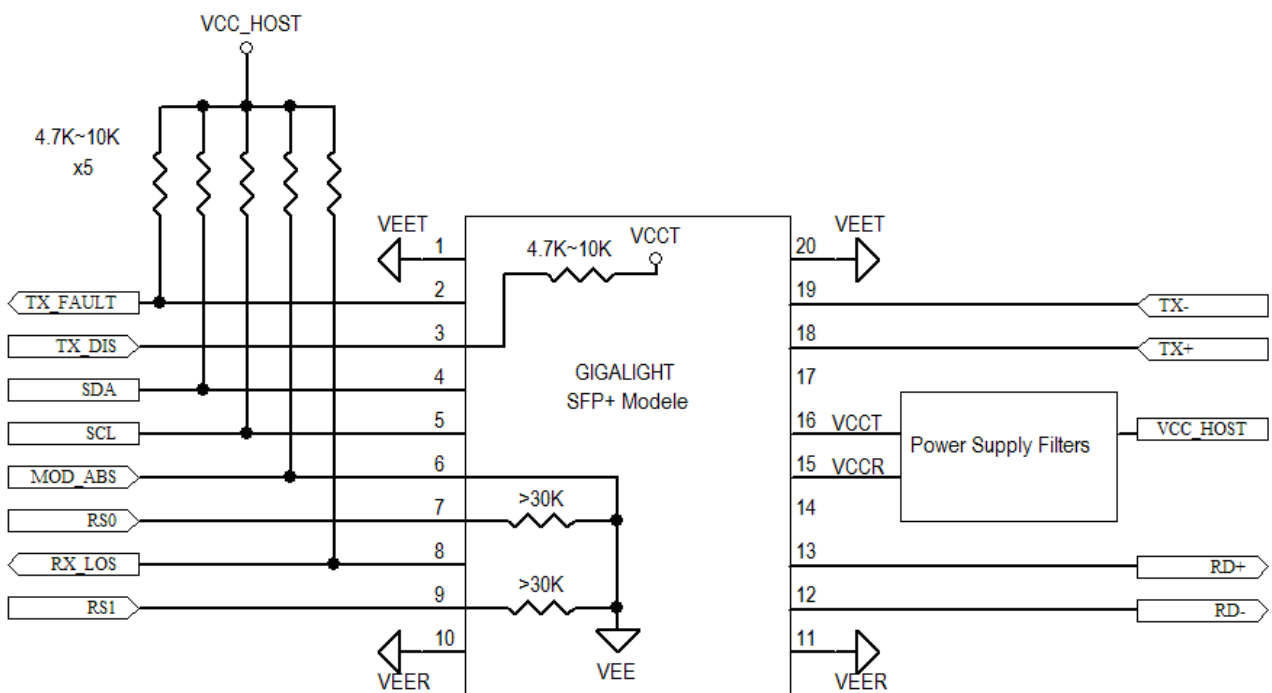 VCC_HOST
4.7K~10K
x5
VEET
1
2
3
4
5
6
7
8
9
10
VEER
TX_FAULT
TX_DIS
SDA
SCL
MOD_ABS
RS0
RX_LOS
RS1
4.7K~10K
VCCT
GIGALIGHT
SFP+ Modele
>30K
>30K
VEE
VEET
20
19
18
17
16 VCCT
15 VCCR
14
13
12
11
VEER
Power Supply Filters
TX-
TX+
VCC_HOST
RD+
RD-